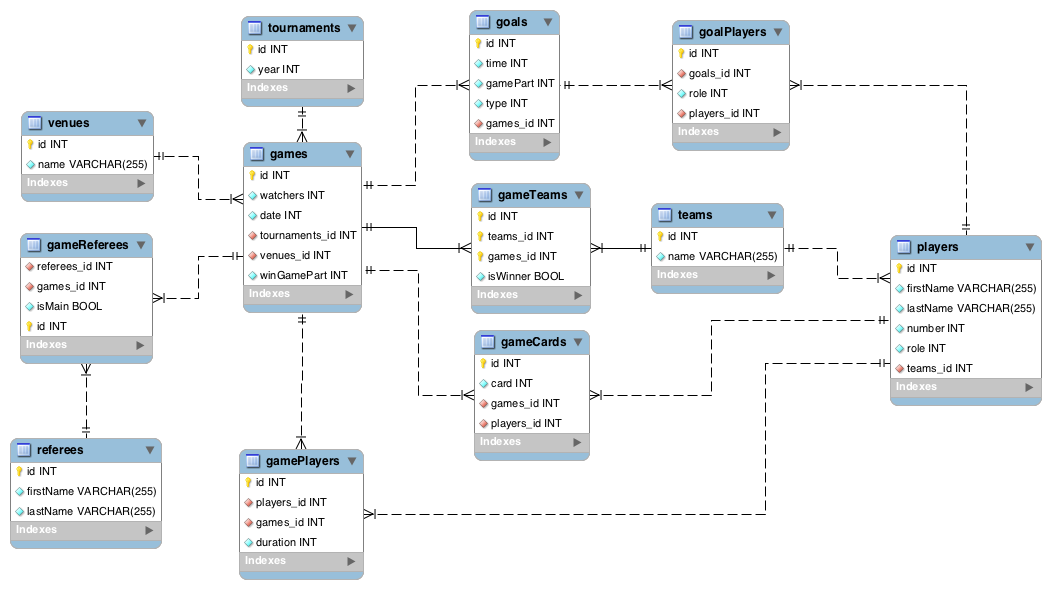 tournaments
id INT
year INT
Indexes
goals
id INT
time INT
gamePart INT
type INT
games_id INT
Indexes
goalPlayers
id INT
goals_id INT
role INT
players_id INT
Indexes
venues
id INT
name VARCHAR(255)
Indexes
games
id INT
watchers INT
date INT
tournaments_id INT
venues_id INT
winGamePart INT
Indexes
gameTeams
id INT
teams_id INT
games_id INT
isWinner BOOL
Indexes
teams
id INT
name VARCHAR(255)
Indexes
gameReferees
referees_id INT
games_id INT
isMain BOOL
id INT
Indexes
players
id INT
firstName VARCHAR(255)
lastName VARCHAR(255)
number INT
role INT
teams_id INT
Indexes
gameCards
id INT
card INT
games_id INT
players_id INT
Indexes
referees
id INT
firstName VARCHAR(255)
lastName VARCHAR(255)
Indexes
gamePlayers
id INT
players_id INT
games_id INT
duration INT
Indexes